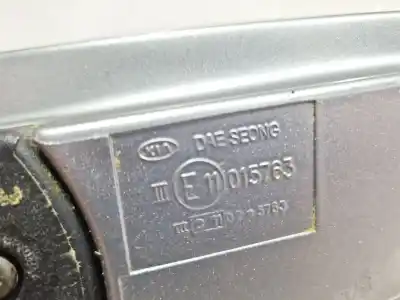 KIA DAE SEONG
III E 11 015763